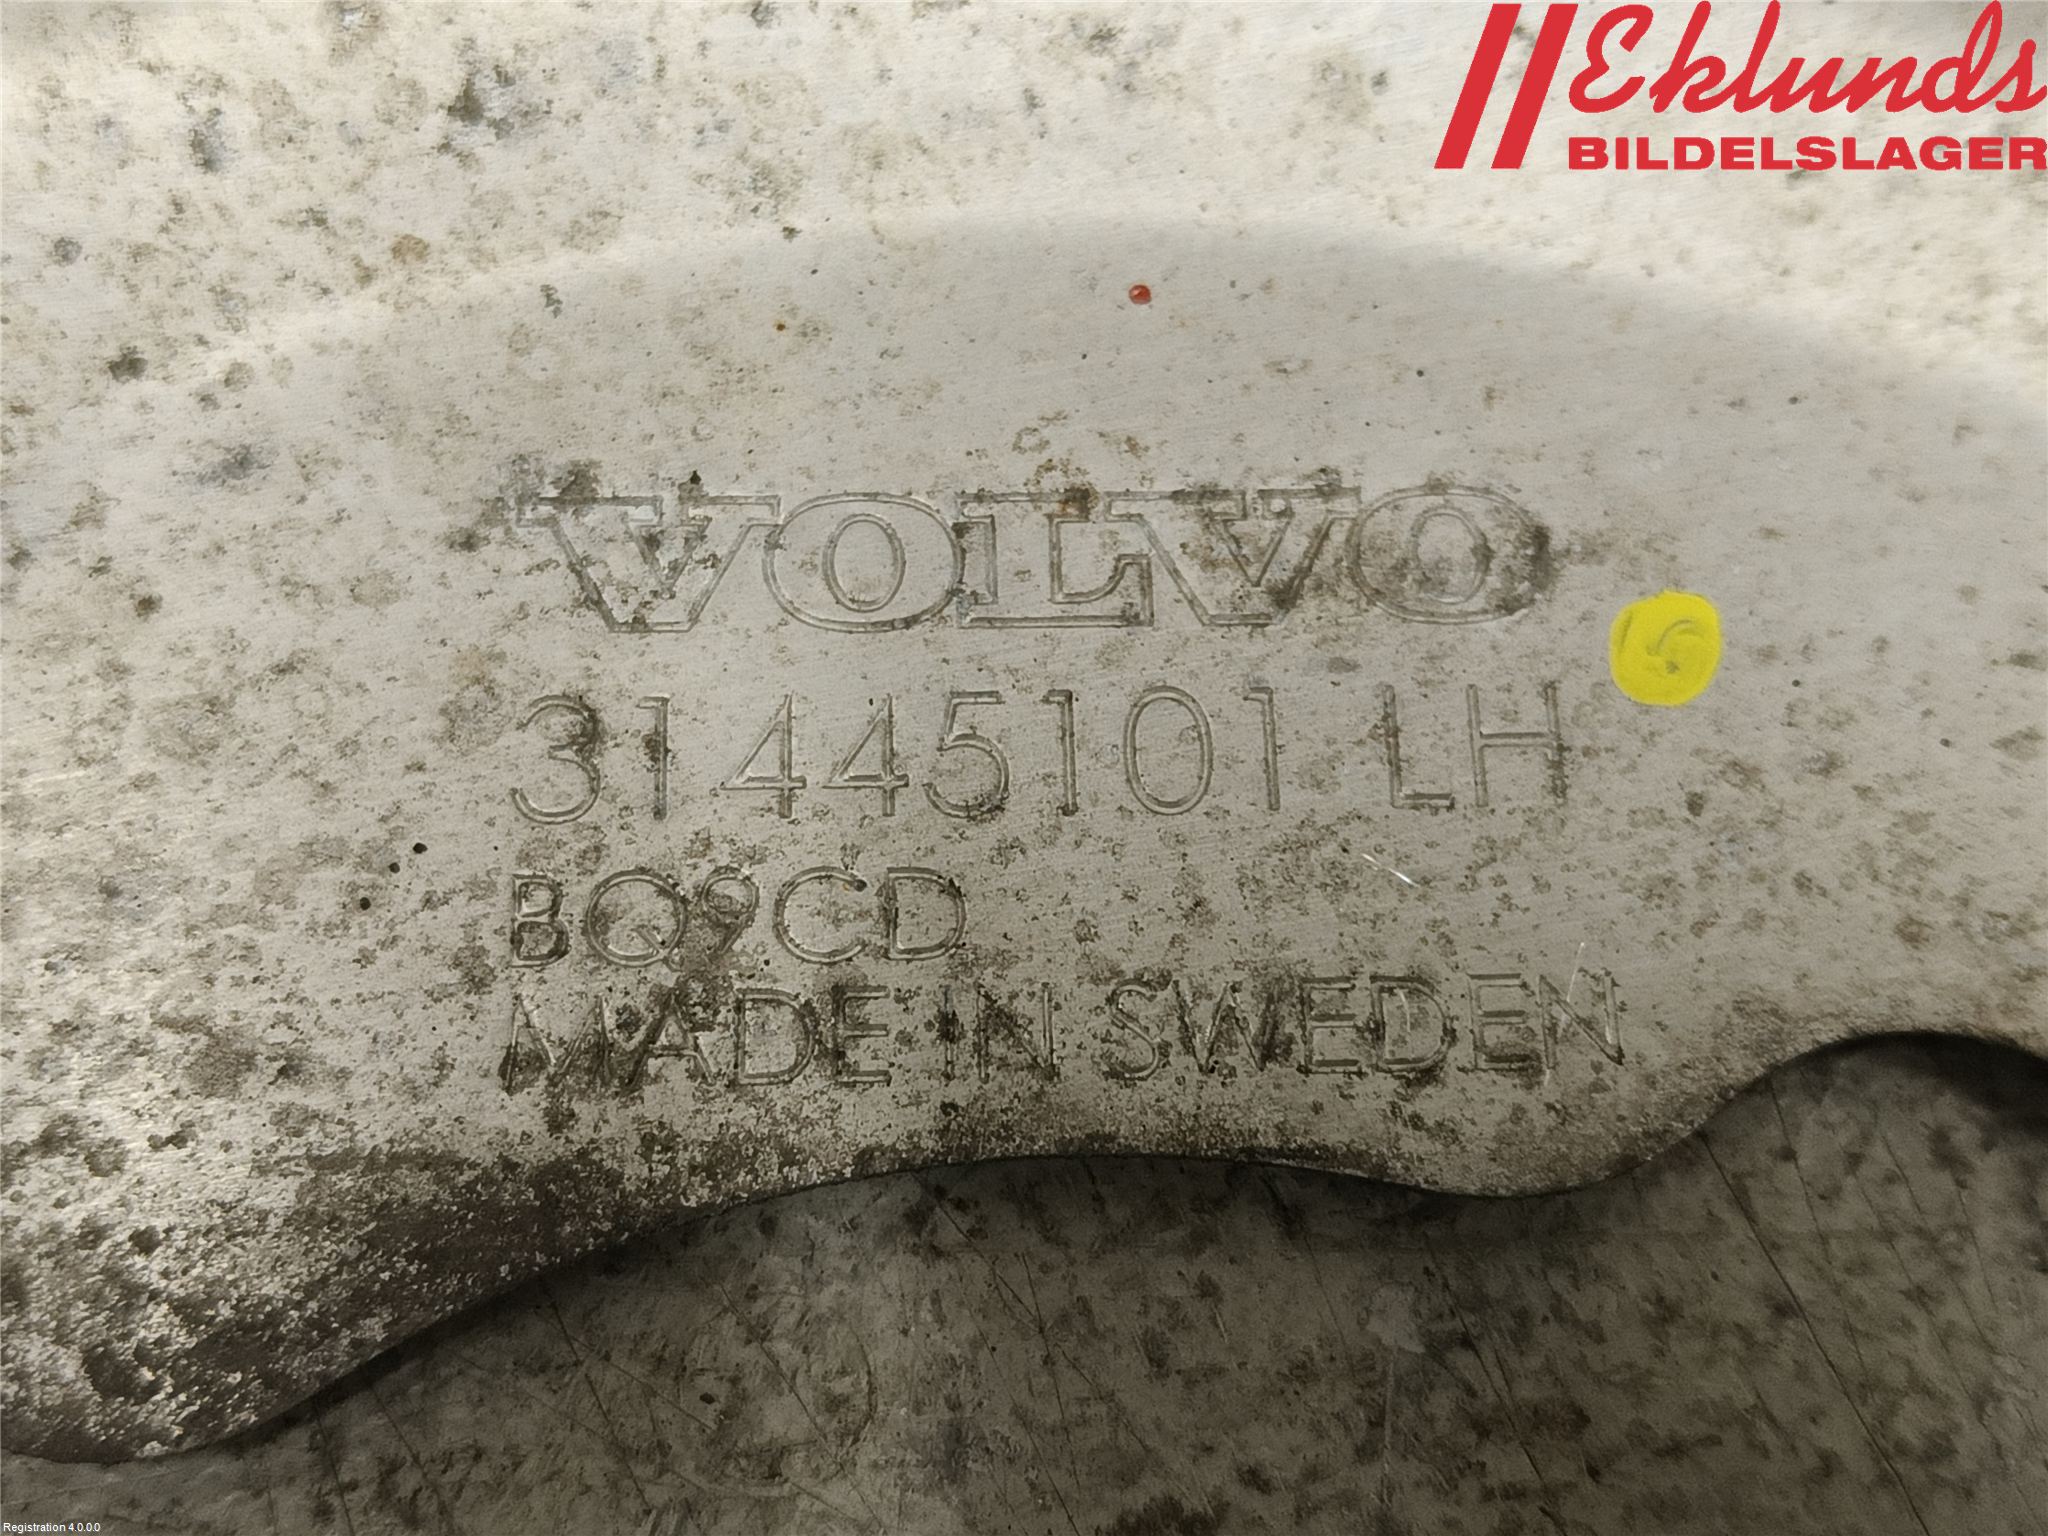 Eklunds
BILDELSLAGER
VOLVO
31445101 LH
BQ9CD
MADE IN SWEDEN
Registration 4.0.0.0